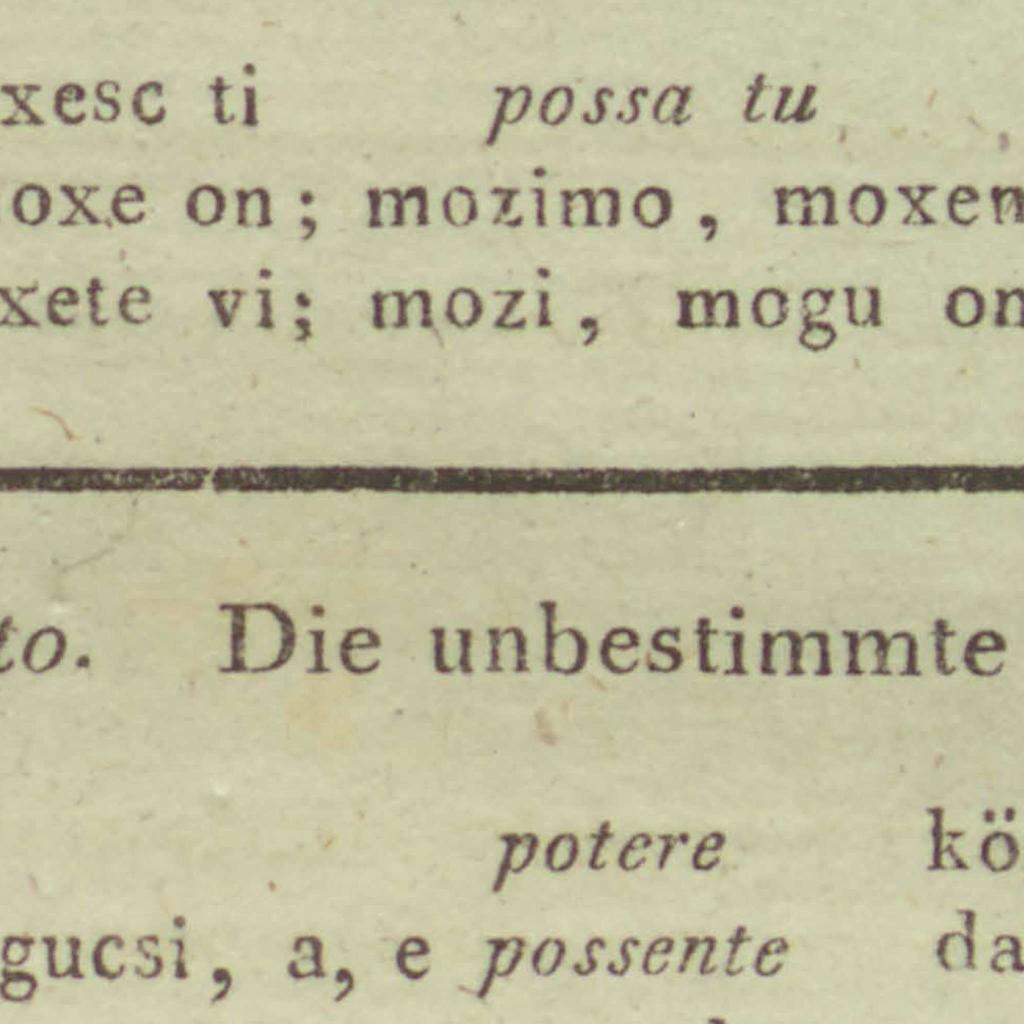 xesc ti possa tu
oxe on; mozimo, moxem
xete vi; mozi, mogu on
to. Die unbestimmte
potere kö
gucsi, a, e possente da